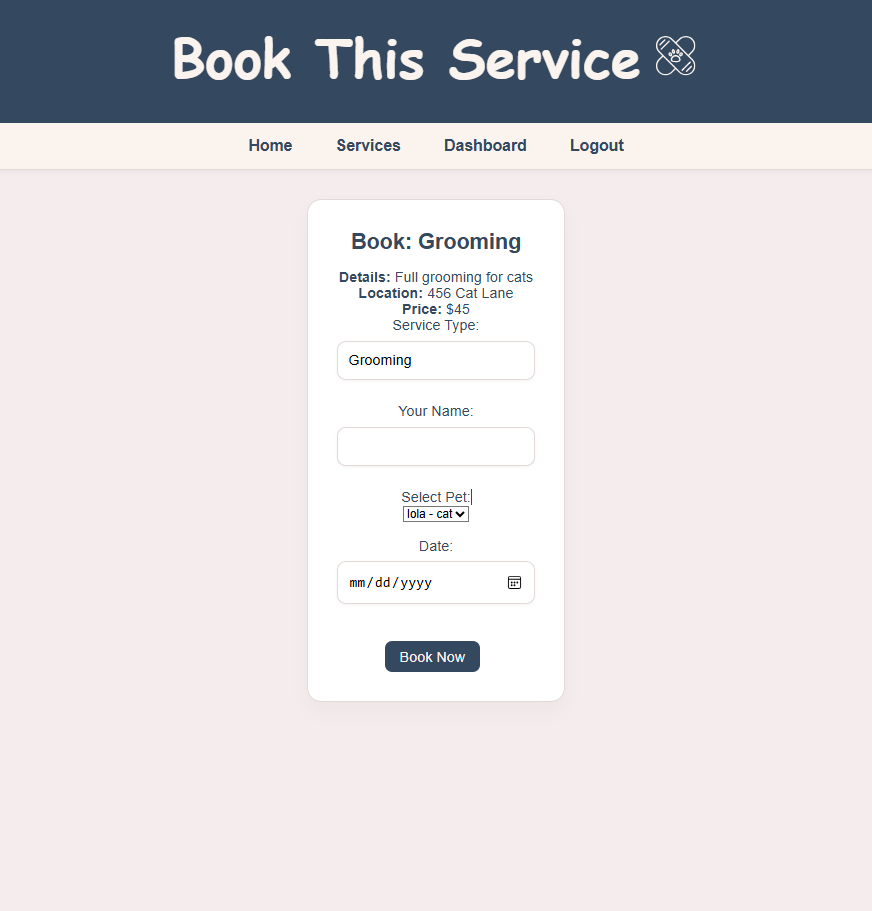 Book This Service
Home Services Dashboard Logout
Book: Grooming
Details: Full grooming for cats
Location: 456 Cat Lane
Price: $45
Service Type:
Grooming
Your Name:
Select Pet:
lola - cat
Date:
mm/dd/yyyy
Book Now